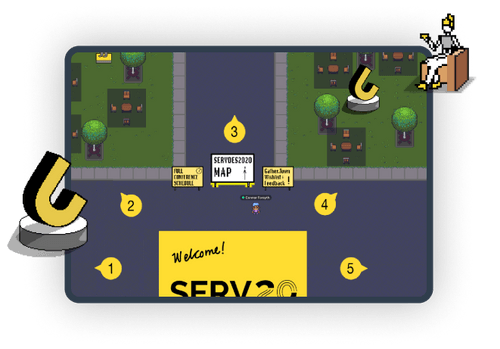 3
SERVDES2020
MAP
FULL
CONFERENCE
SCHEDULE
Gather.Town
Wishlist +
Feedback
!
2
4
Welcome!
1
5
SERV20